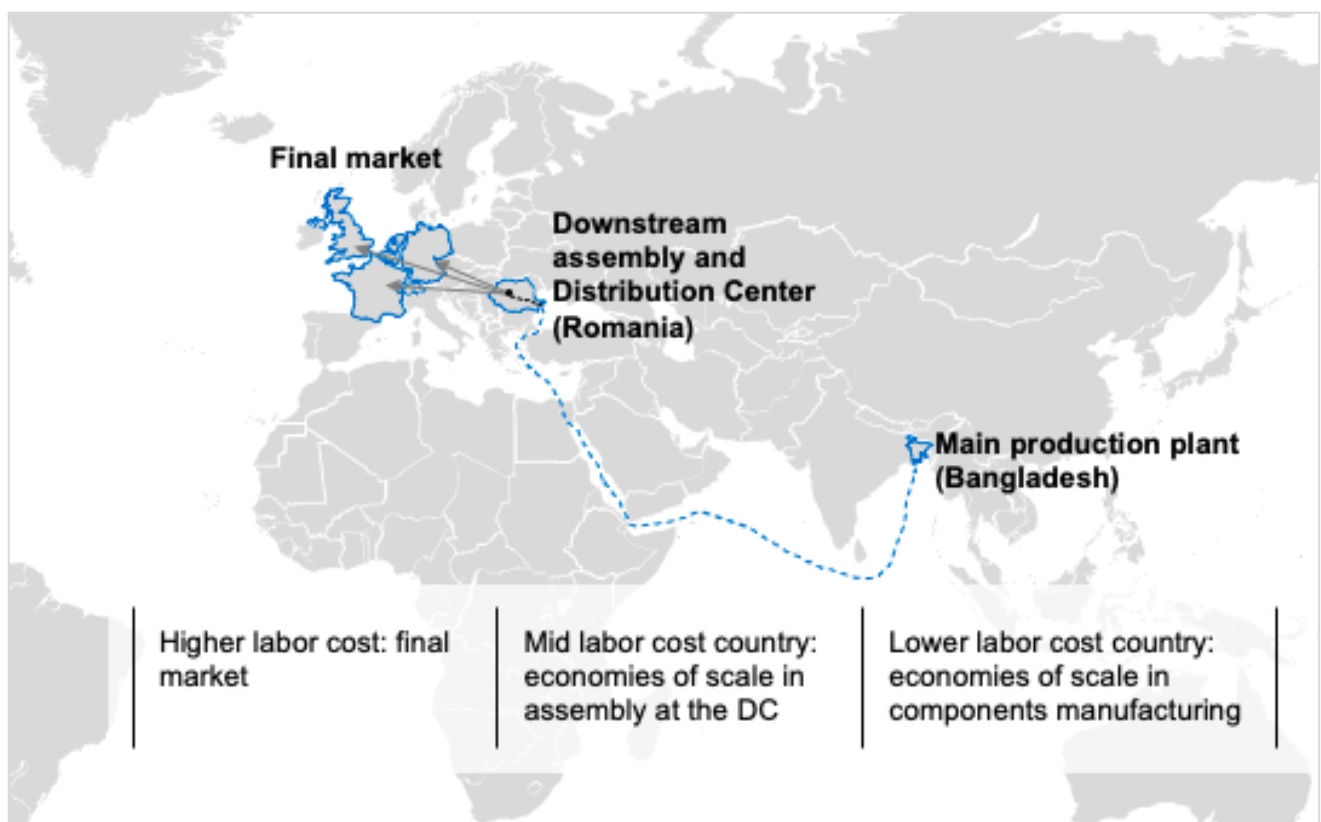 Final market
Downstream
assembly and
Distribution Center
(Romania)
Main production plant
(Bangladesh)
Higher labor cost: final
market
Mid labor cost country:
economies of scale in
assembly at the DC
Lower labor cost country:
economies of scale in
components manufacturing